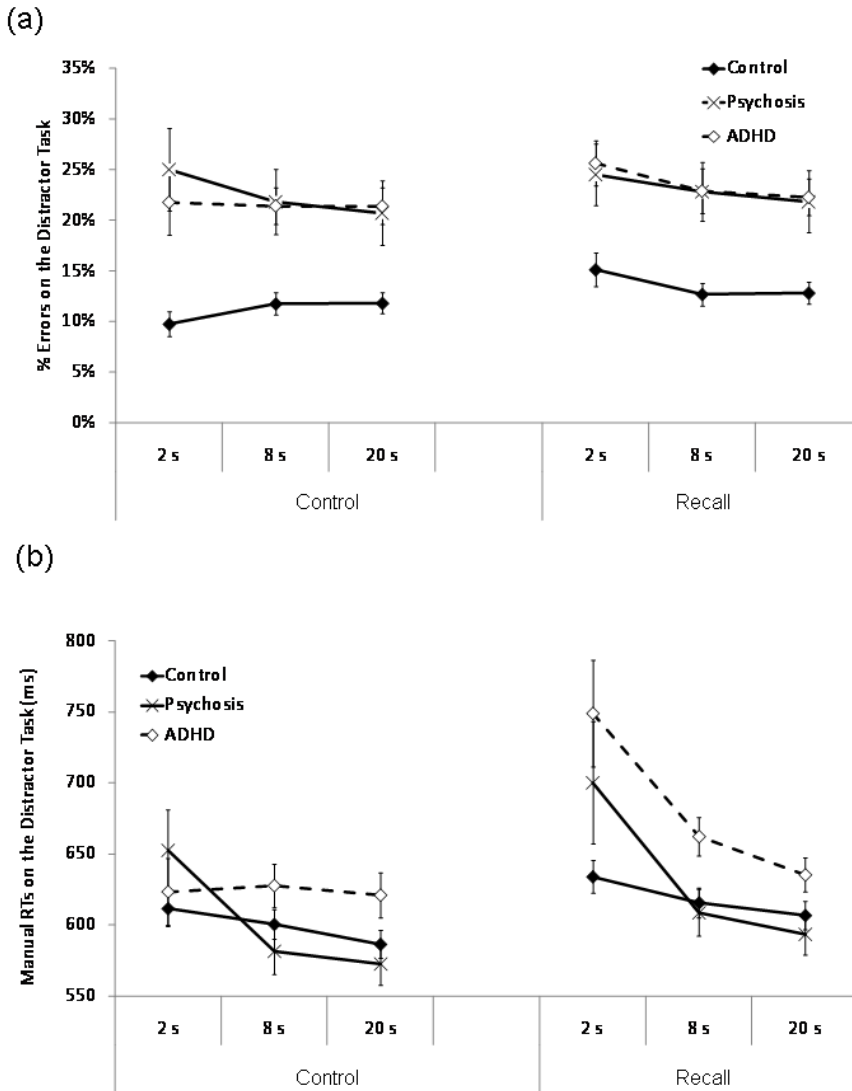 (a)
35%
30%
25%
20%
15%
10%
5%
0%
% Errors on the Distractor Task
Control
Psychosis
ADHD
2 s 8 s 20 s 2 s 8 s 20 s
Control Recall
(b)
800
750
700
650
600
550
Manual RTs on the Distractor Task (ms)
Control
Psychosis
ADHD
2 s 8 s 20 s 2 s 8 s 20 s
Control Recall